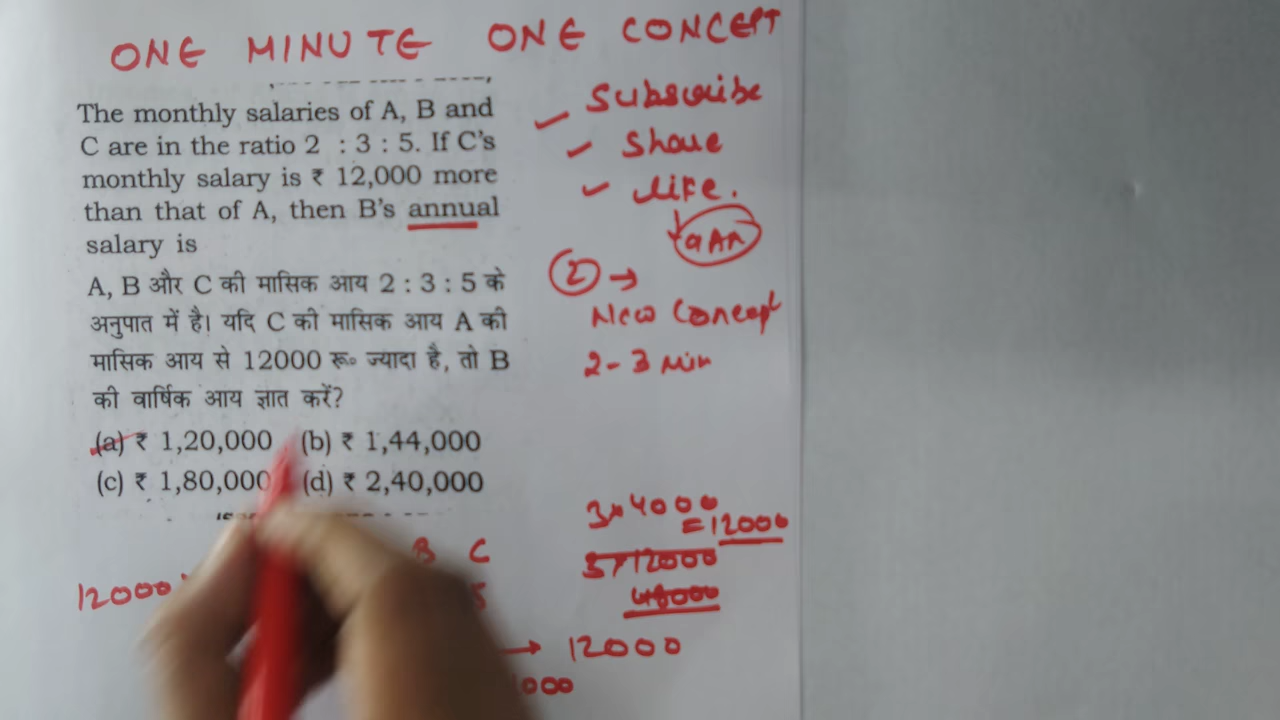 ONE MINUTE ONE CONCEPT
The monthly salaries of A, B and
C are in the ratio 2 : 3 : 5. If C's
monthly salary is ₹ 12,000 more
than that of A, then B's annual
salary is
A, B और C की मासिक आय 2 : 3 : 5 के
अनुपात में है। यदि C की मासिक आय A की
मासिक आय से 12000 रू० ज्यादा है, तो B
की वार्षिक आय ज्ञात करें?
(a) ₹ 1,20,000 (b) ₹ 1,44,000
(c) ₹ 1,80,000 (d) ₹ 2,40,000
Subscribe
Share
Like.
2 →
New Concept
2-3 Min
3×4000
=12000
12000
B C
12000
→ 12000
000